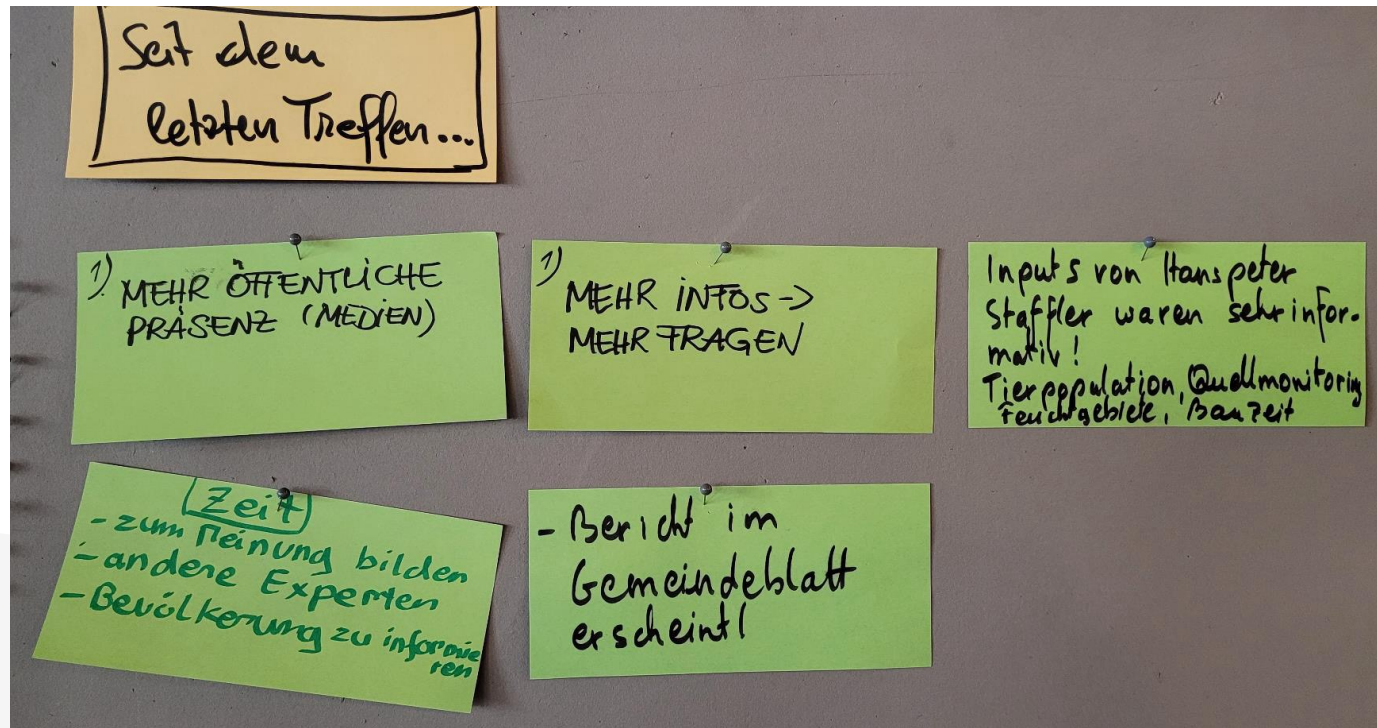 Seit dem
letzten Treffen...
1) MEHR ÖFFENTLICHE
PRÄSENZ (MEDIEN)
1) MEHR INFOS ->
MEHR FRAGEN
Inputs von Hanspeter
Staffler waren sehr infor-
mativ!
Tierpopulation, Quellmonitoring
Feuchtgebiete, Bauzeit
Zeit
- zum Meinung bilden
- andere Experten
- Bevölkerung zu informie
ren
- Bericht im
Gemeindeblatt
erscheint!